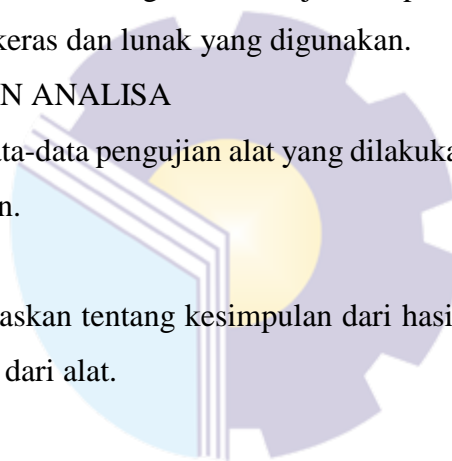 keras dan lunak yang digunakan.
N ANALISA
ta-data pengujian alat yang dilakuka
n.
askan tentang kesimpulan dari hasi
dari alat.